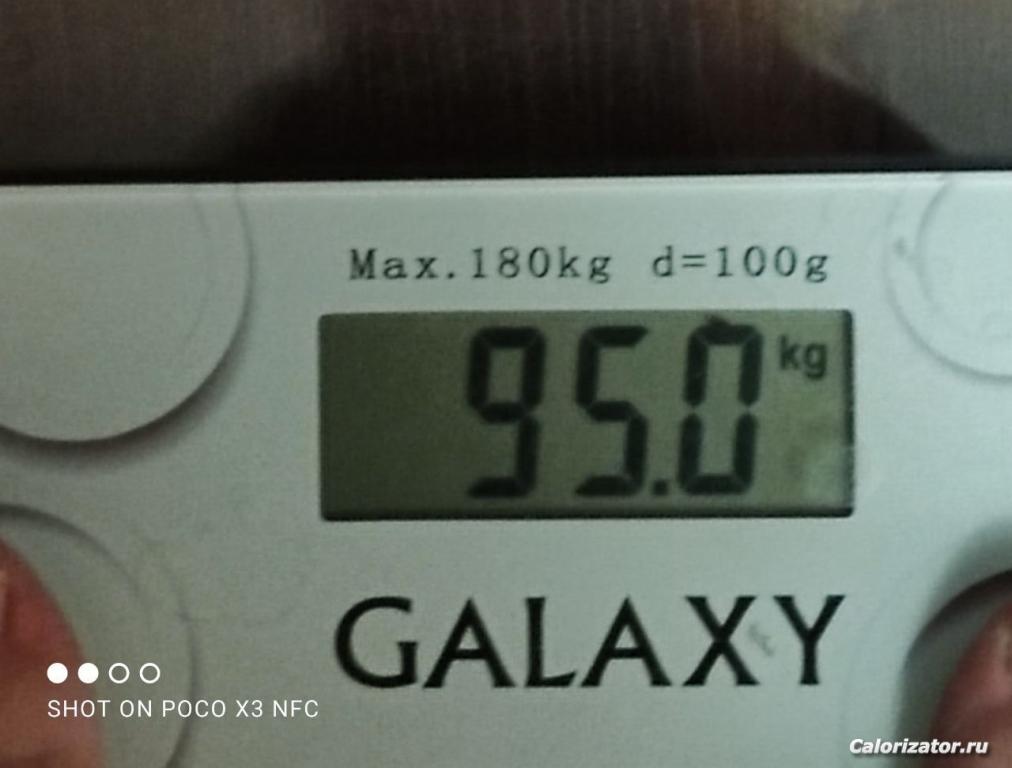 Max.180kg d=100g
95.0 kg
GALAXY
SHOT ON POCO X3 NFC
Calorizator.ru